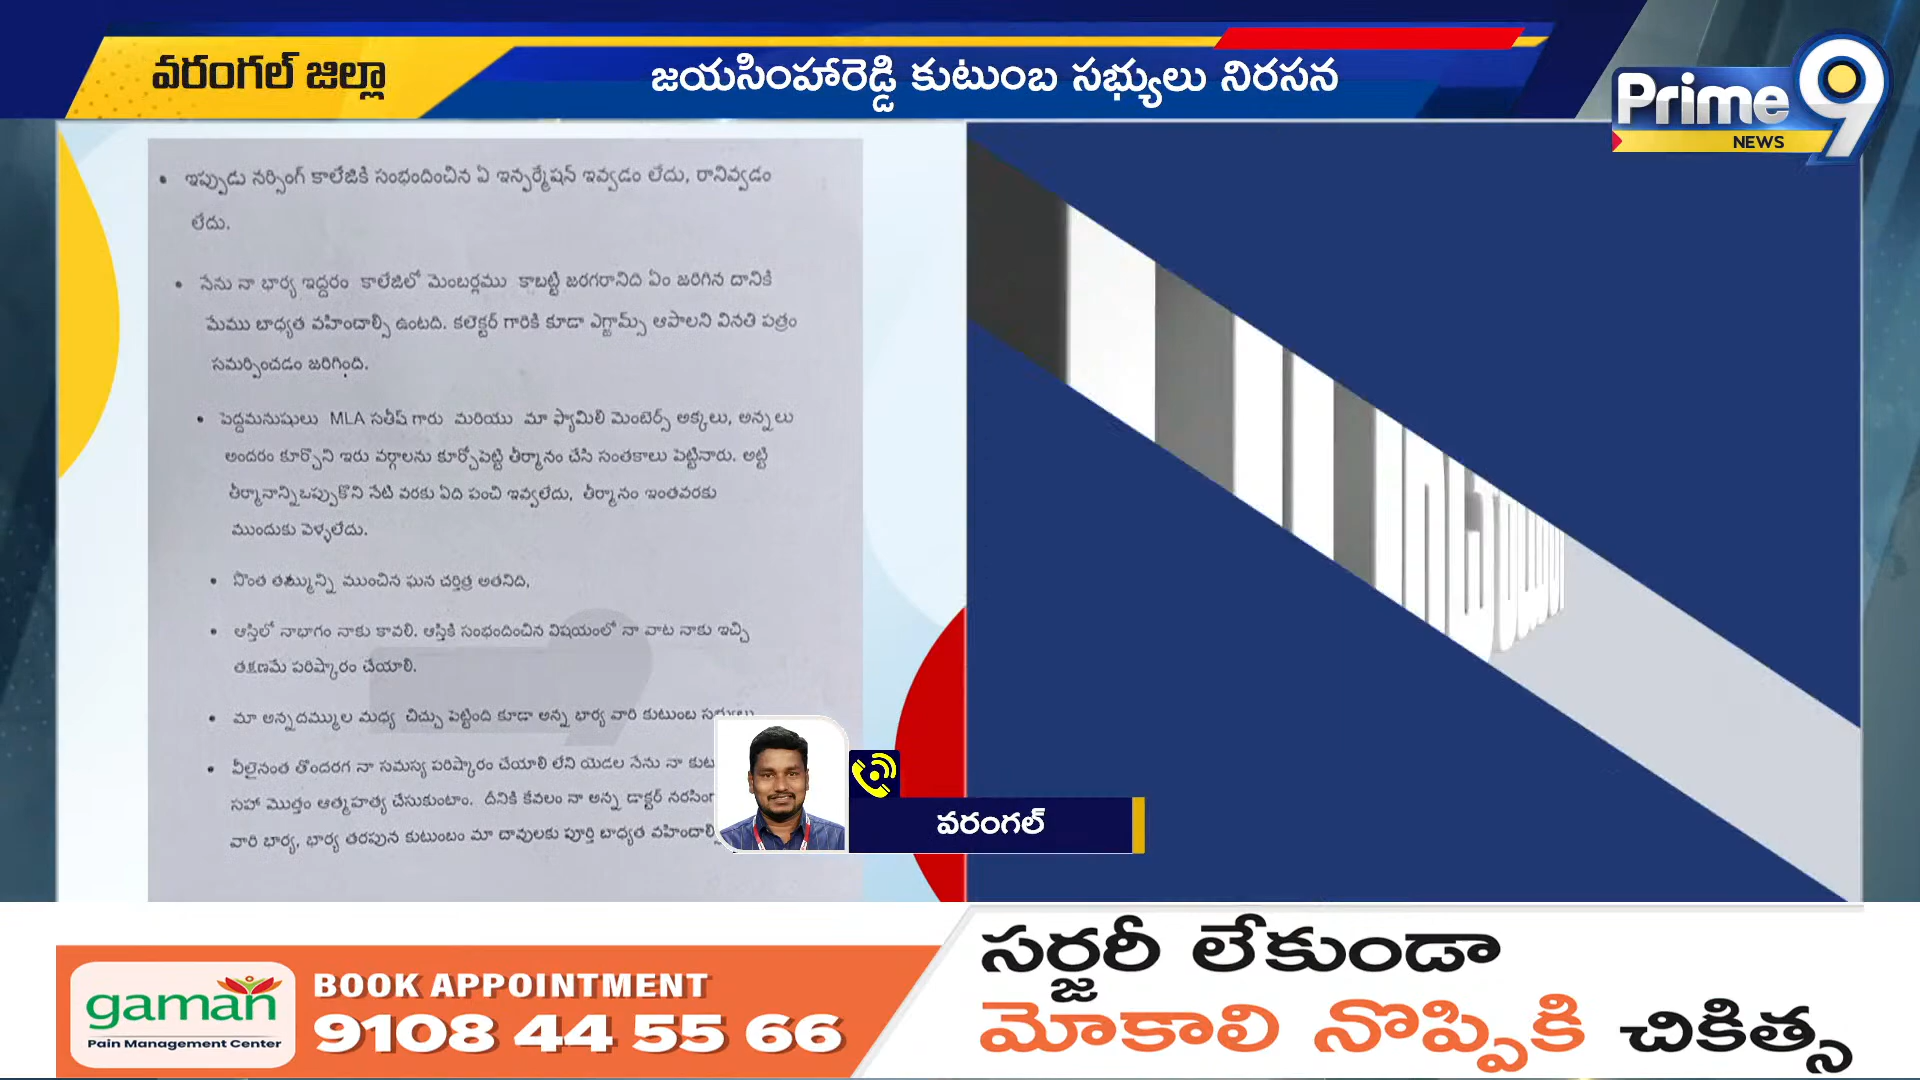 వరంగల్ జిల్లా
జయసింహారెడ్డి కుటుంబ సభ్యులు నిరసన
Prime9
NEWS
• ఇప్పుడు నర్సింగ్ కాలేజికి సంభందించిన ఏ ఇన్ఫర్మేషన్ ఇవ్వడం లేదు, రానివ్వడం
లేదు.
• నేను నా భార్య ఇద్దరం కాలేజిలో మెంబర్లము కాబట్టి జరగరానిది ఏం జరిగిన దానికి
మేము బాధ్యత వహించాల్సి ఉంటది. కలెక్టర్ గారికి కూడా ఎగ్జామ్స్ ఆపాలని వినతి పత్రం
సమర్పించడం జరిగింది.
• పెద్దమనుషులు MLA సతీష్ గారు మరియు మా ఫ్యామిలి మెంబెర్స్ అక్కలు, అన్నలు
అందరం కూర్చొని ఇరు వర్గాలను కూర్చోపెట్టి తీర్మానం చేసి సంతకాలు పెట్టినారు. అట్టి
తీర్మానాన్నిఒప్పుకొని నేటి వరకు ఏది పంచి ఇవ్వలేదు, తీర్మానం ఇంతవరకు
ముందుకు వెళ్ళలేదు.
• సొంత తమ్మున్ని ముంచిన ఘన చరిత్ర అతనిది,
• ఆస్తిలో నాభాగం నాకు కావలి. ఆస్తికి సంభందించిన విషయంలో నా వాట నాకు ఇచ్చి
తక్షణమే పరిష్కారం చేయాలి.
• మా అన్నదమ్ముల మధ్య చిచ్చు పెట్టింది కూడా అన్న భార్య వారి కుటుంబ సభ్యులు
• వీలైనంత తొందరగ నా సమస్య పరిష్కారం చేయాలి లేని యెడల నేను నా
సహా మొత్తం ఆత్మహత్య చేసుకుంటాం. దీనికి కేవలం నా అన్న డాక్టర్
వారి భార్య, భార్య తరపున కుటుంబం మా చావులకు పూర్తి బాధ్యత
వరంగల్
gaman
Pain Management Center
BOOK APPOINTMENT
9108 44 55 66
సర్జరీ లేకుండా
మోకాలి నొప్పికి చికిత్స